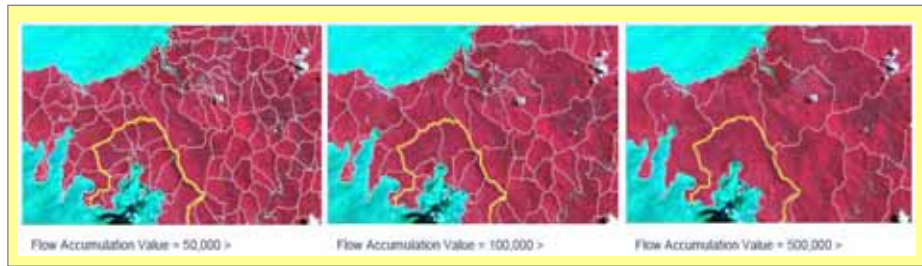 Flow Accumulation Value = 50,000 >
Flow Accumulation Value = 100,000 >
Flow Accumulation Value = 500,000 >